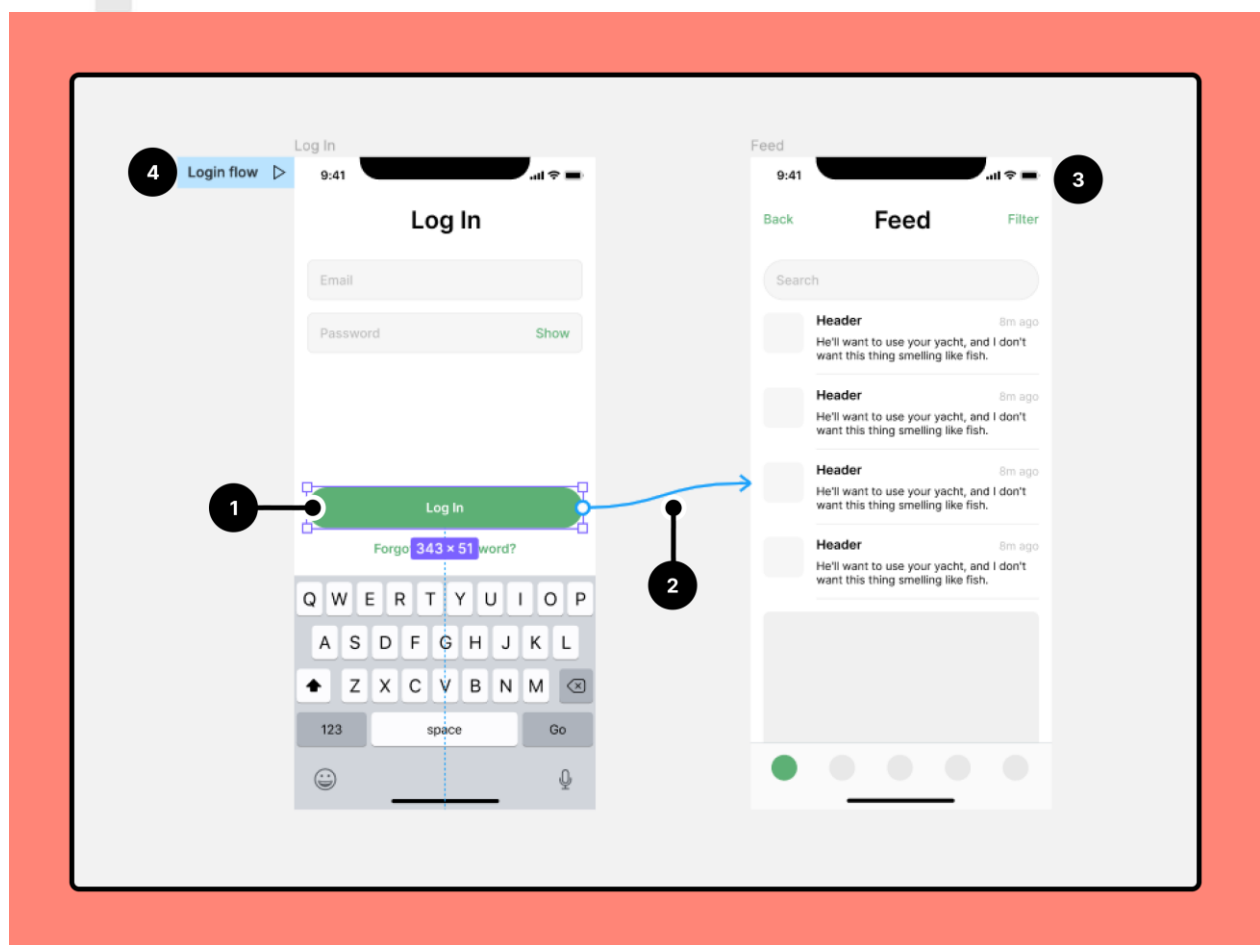 Log In
4
Login flow
9:41
Log In
Email
Password
Show
1
Log In
Forgo
343 × 51
word?
Q W E R T Y U I O P
A S D F G H J K L
Z X C V B N M
123
space
Go
2
Feed
9:41
3
Back
Feed
Filter
Search
Header
8m ago
He'll want to use your yacht, and I don't
want this thing smelling like fish.
Header
8m ago
He'll want to use your yacht, and I don't
want this thing smelling like fish.
Header
8m ago
He'll want to use your yacht, and I don't
want this thing smelling like fish.
Header
8m ago
He'll want to use your yacht, and I don't
want this thing smelling like fish.